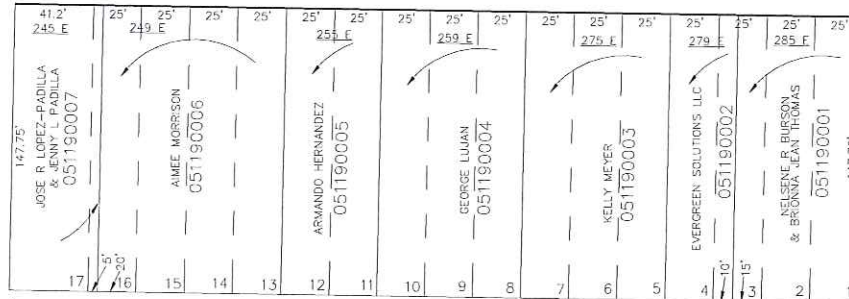 41.2' 25' 25' 25' 25' 25' 25' 25' 25' 25' 25' 25' 25' 25' 25' 25' 25'
245 E 249 E 255 E 259 E 275 E 279 E 285 E
147.75'
JOSE R LOPEZ-PADILLA
& JENNY L PADILLA
051190007
AIMEE MORRISON
051190006
ARMANDO HERNANDEZ
051190005
GEORGE LUJAN
051190004
KELLY MEYER
051190003
EVERGREEN SOLUTIONS LLC
051190002
NELSENE R BURSON
& BRIONNA JEAN THOMAS
051190001
5' 20' 10' 15'
17 16 15 14 13 12 11 10 9 8 7 6 5 4 3 2 1